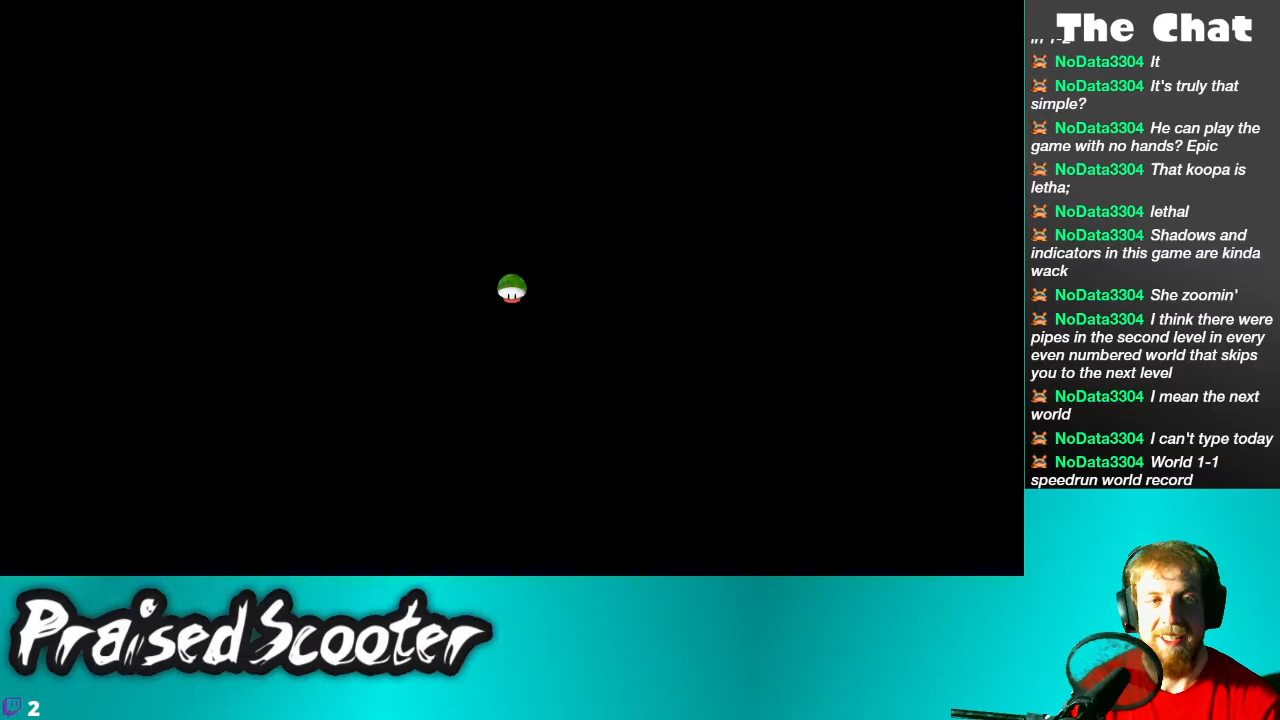 The Chat
NoData3304 It
NoData3304 It's truly that
simple?
NoData3304 He can play the
game with no hands? Epic
NoData3304 That koopa is
letha;
NoData3304 lethal
NoData3304 Shadows and
indicators in this game are kinda
wack
NoData3304 She zoomin'
NoData3304 I think there were
pipes in the second level in every
even numbered world that skips
you to the next level
NoData3304 I mean the next
world
NoData3304 I can't type today
NoData3304 World 1-1
speedrun world record
PraisedScooter
2